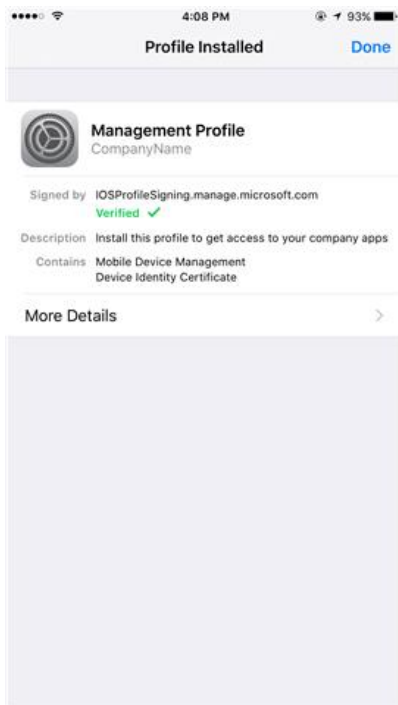 4:08 PM
93%
Profile Installed
Done
Management Profile
CompanyName
Signed by IOSProfileSigning.manage.microsoft.com
Verified ✓
Description Install this profile to get access to your company apps
Contains Mobile Device Management
Device Identity Certificate
More Details